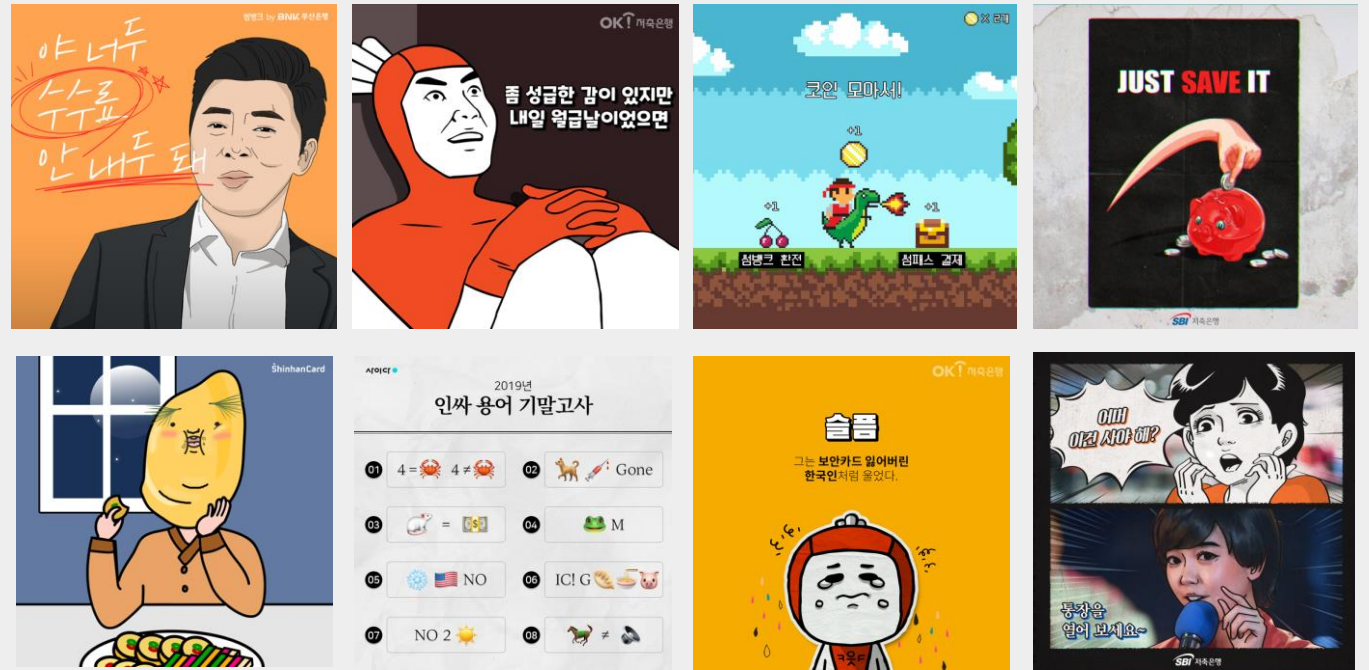 썸뱅크 by BNK 부산은행
야 너두
수수료
안 내두 돼
OK! 저축은행
좀 성급한 감이 있지만
내일 월급날이었으면
코인 모아서!
+1
+1
+1
썸뱅크 환전
썸패스 결제
JUST SAVE IT
SBI 저축은행
ShinhanCard
사이다
2019년
인싸 용어 기말고사
01 4 = 4 ≠
02 Gone
03 =
04 M
05 NO
06 IC! G
07 NO 2
08 ≠
OK! 저축은행
슬픔
그는 보안카드 잃어버린
한국인처럼 울었다.
어머
이건 사야 해?
통장을
열어 보세요~
SBI 저축은행